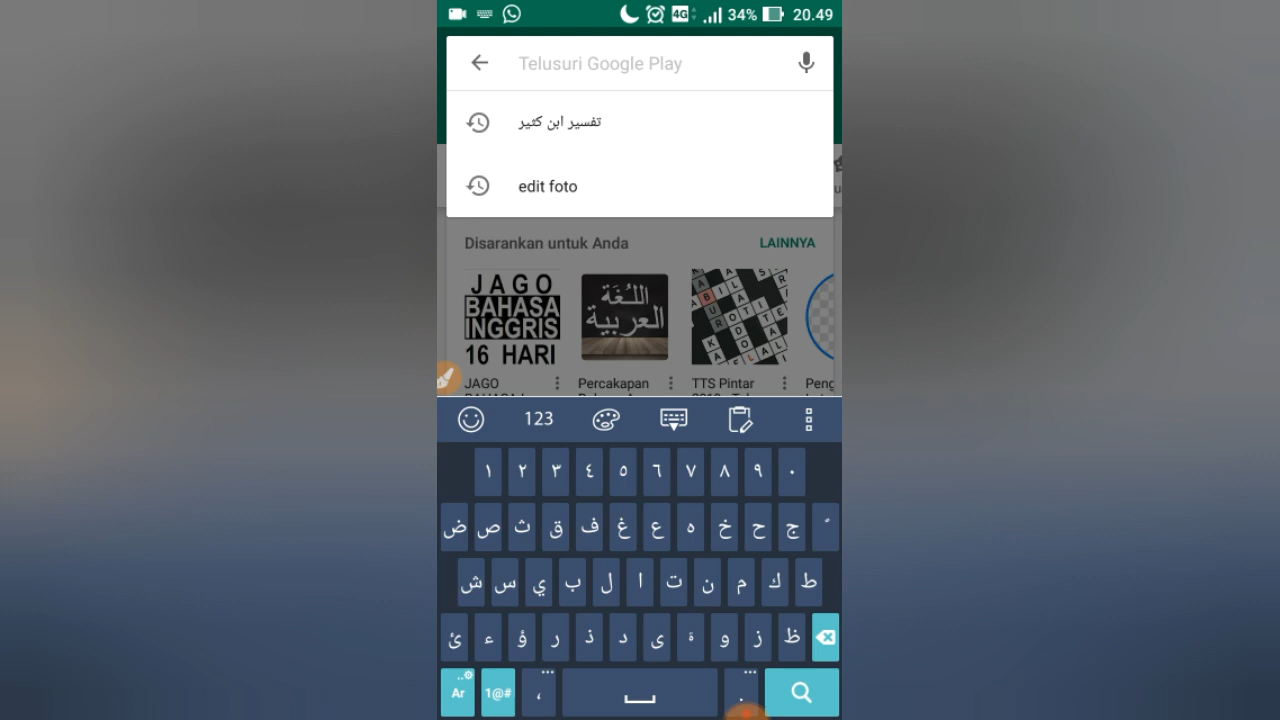 4G 34% 20.49
Telusuri Google Play
تفسير ابن كثير
edit foto
Disarankan untuk Anda LAINNYA
JAGO
BAHASA
INGGRIS
16 HARI
اللُغَة
العربية
JAGO
Percakapan
TTS Pintar
Peng
123
١ ٢ ٣ ٤ ٥ ٦ ٧ ٨ ٩ ٠
ض ص ث ق ف غ ع ه خ ح ج
ش س ي ب ل ا ت ن م ك ط
ئ ء ؤ ر ذ د ى ة و ز ظ
Ar 1@# ، .